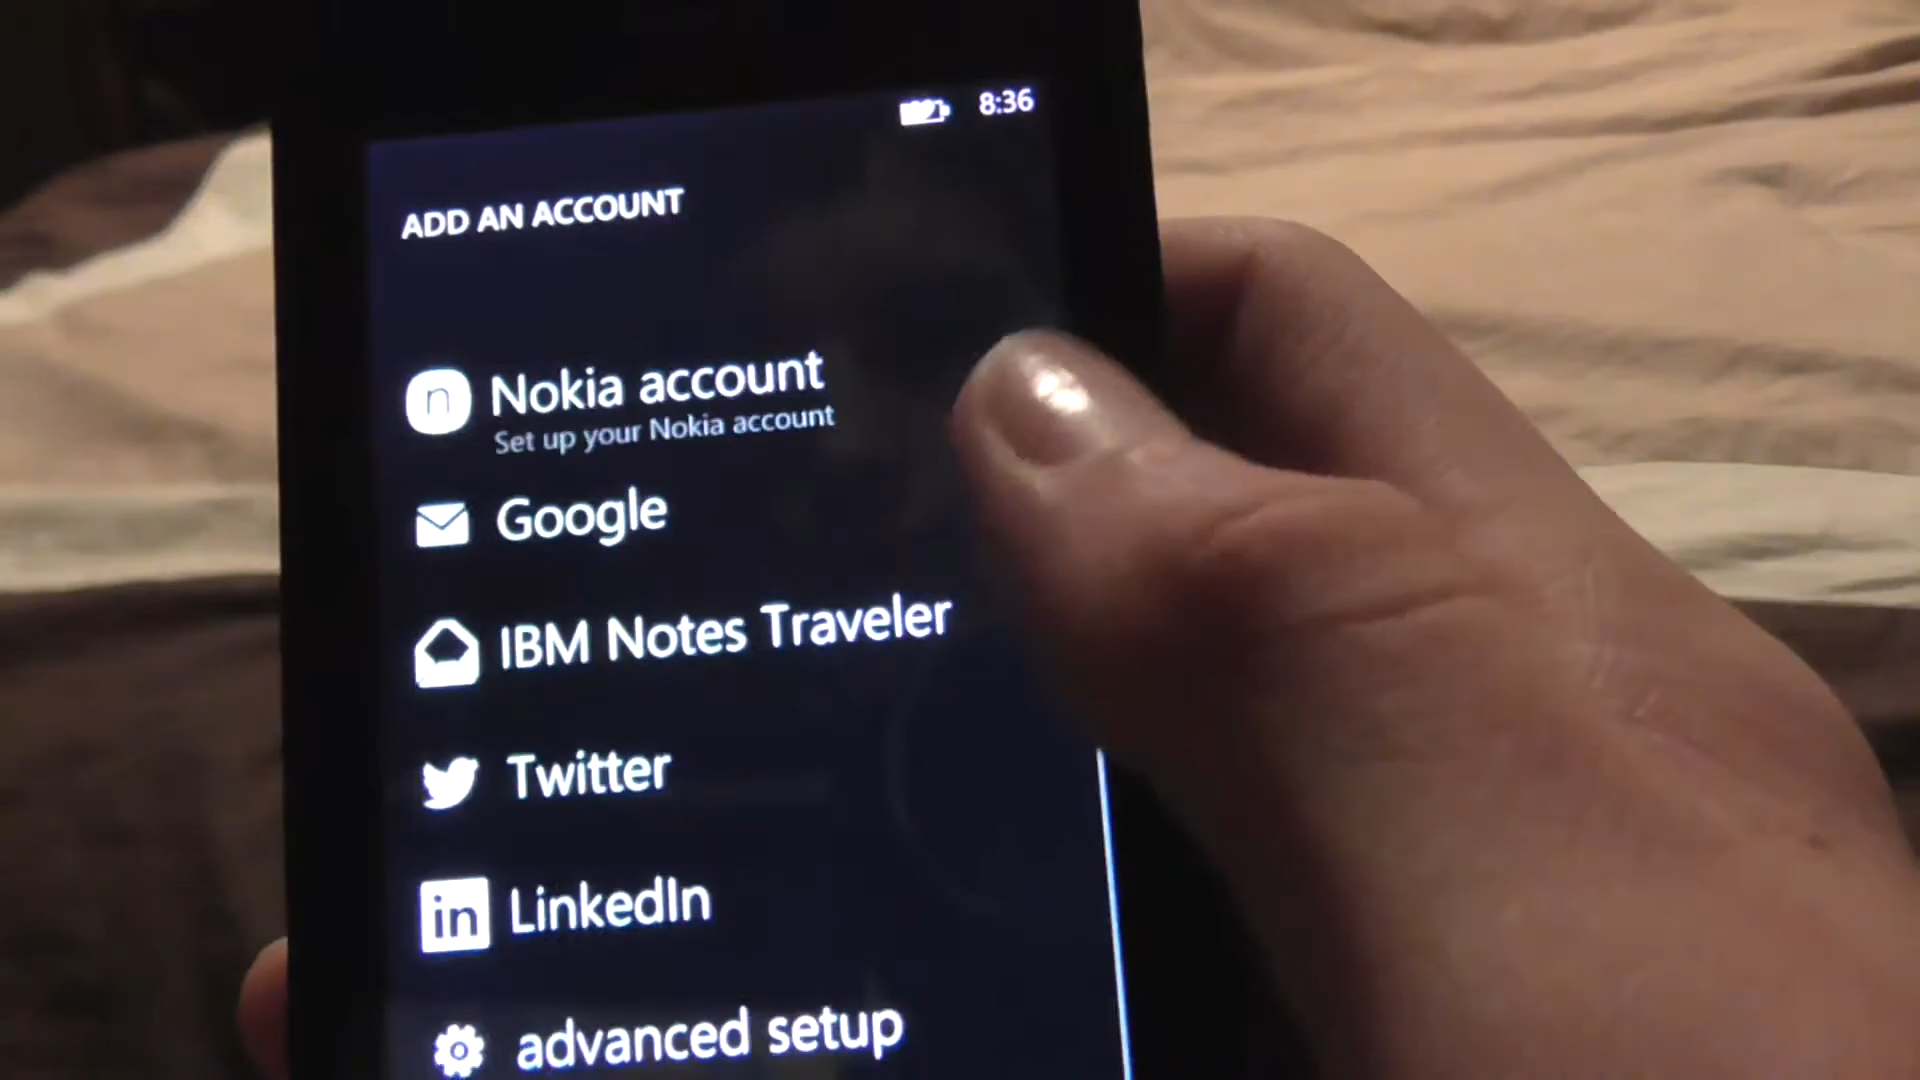 8:36
ADD AN ACCOUNT
n Nokia account
Set up your Nokia account
Google
IBM Notes Traveler
Twitter
in LinkedIn
advanced setup